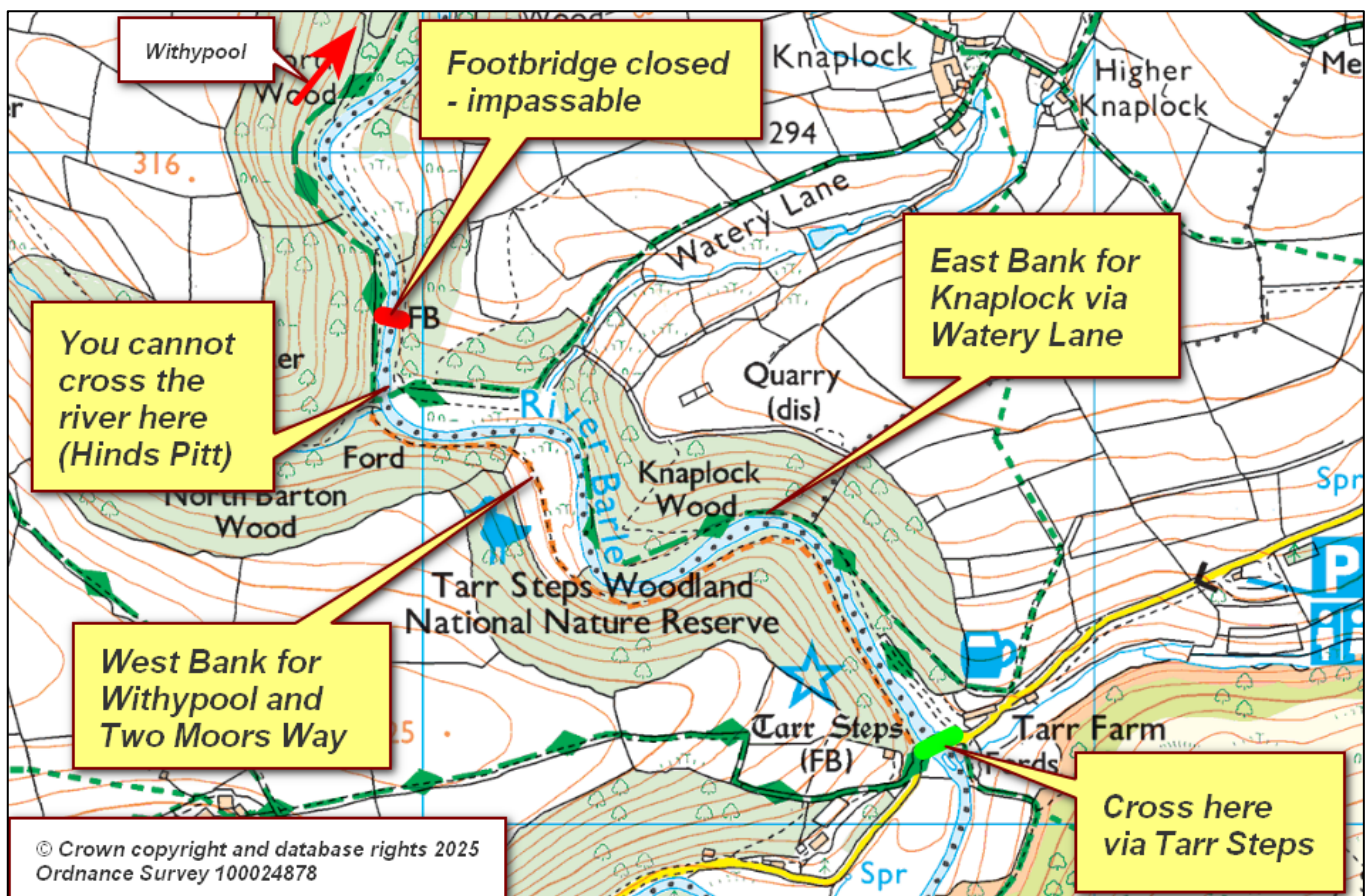 Withypool
Wood
Footbridge closed
- impassable
Knaplock
Higher
Knaplock
294
316
Watery Lane
East Bank for
Knaplock via
Watery Lane
FB
You cannot
cross the
river here
(Hinds Pitt)
Quarry
(dis)
River Barle
Ford
Knaplock
Wood
North Barton
Wood
Spr
P
i
Tarr Steps Woodland
National Nature Reserve
West Bank for
Withypool and
Two Moors Way
Tarr Steps
(FB)
Tarr Farm
Fords
Cross here
via Tarr Steps
Spr
© Crown copyright and database rights 2025
Ordnance Survey 100024878